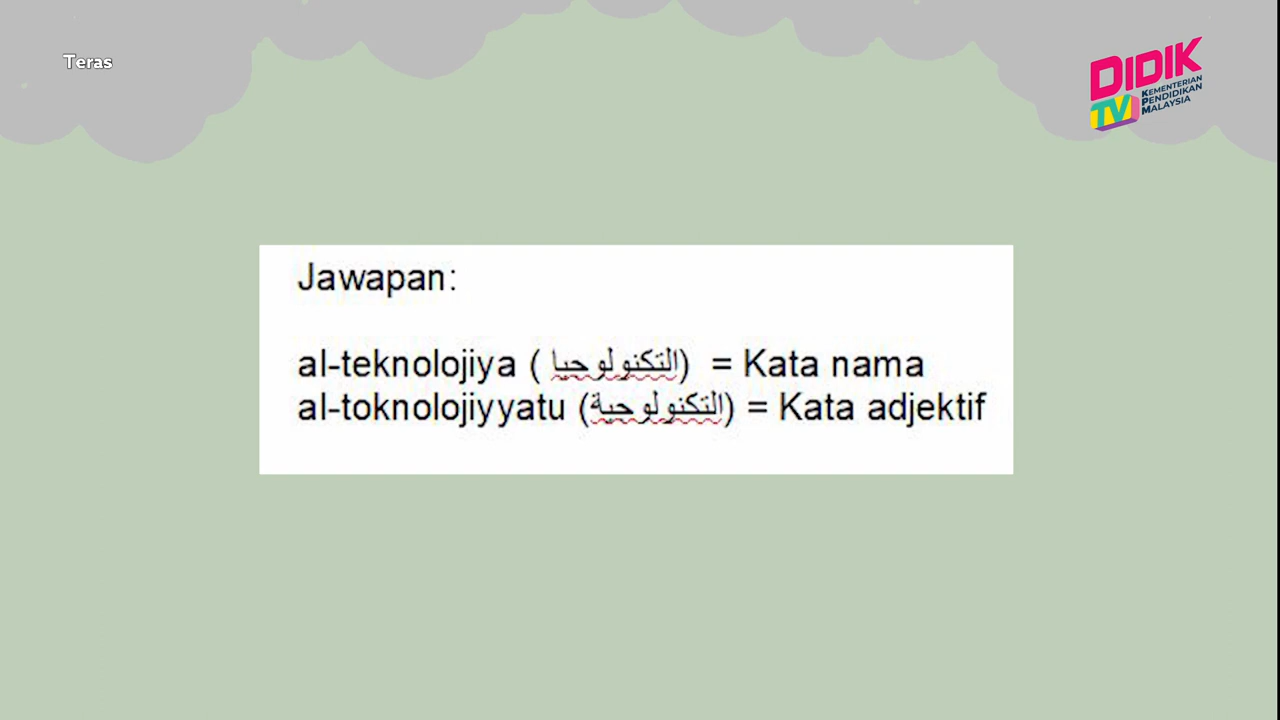 Teras
DIDIK
TV
KEMENTERIAN
PENDIDIKAN
MALAYSIA
Jawapan:
al-teknolojiya ( التكنولوجيا) = Kata nama
al-toknolojiyyatu (التكنولوجية) = Kata adjektif